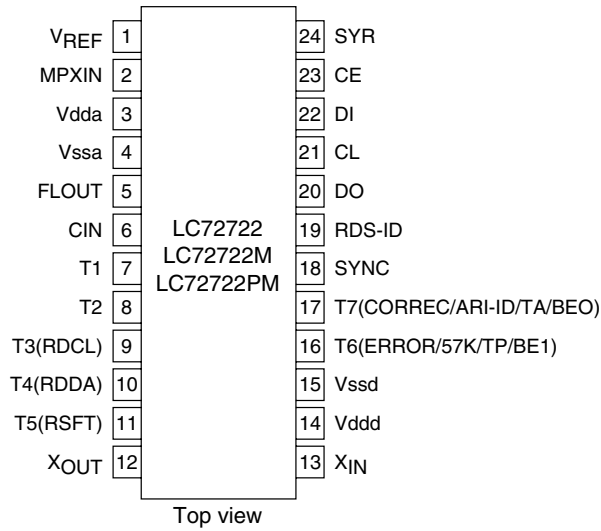 VREF 1 24 SYR
MPXIN 2 23 CE
Vdda 3 22 DI
Vssa 4 21 CL
FLOUT 5 20 DO
CIN 6 LC72722 19 RDS-ID
T1 7 LC72722M 18 SYNC
LC72722PM
T2 8 17 T7(CORREC/ARI-ID/TA/BEO)
T3(RDCL) 9 16 T6(ERROR/57K/TP/BE1)
T4(RDDA) 10 15 Vssd
T5(RSFT) 11 14 Vddd
XOUT 12 13 XIN
Top view